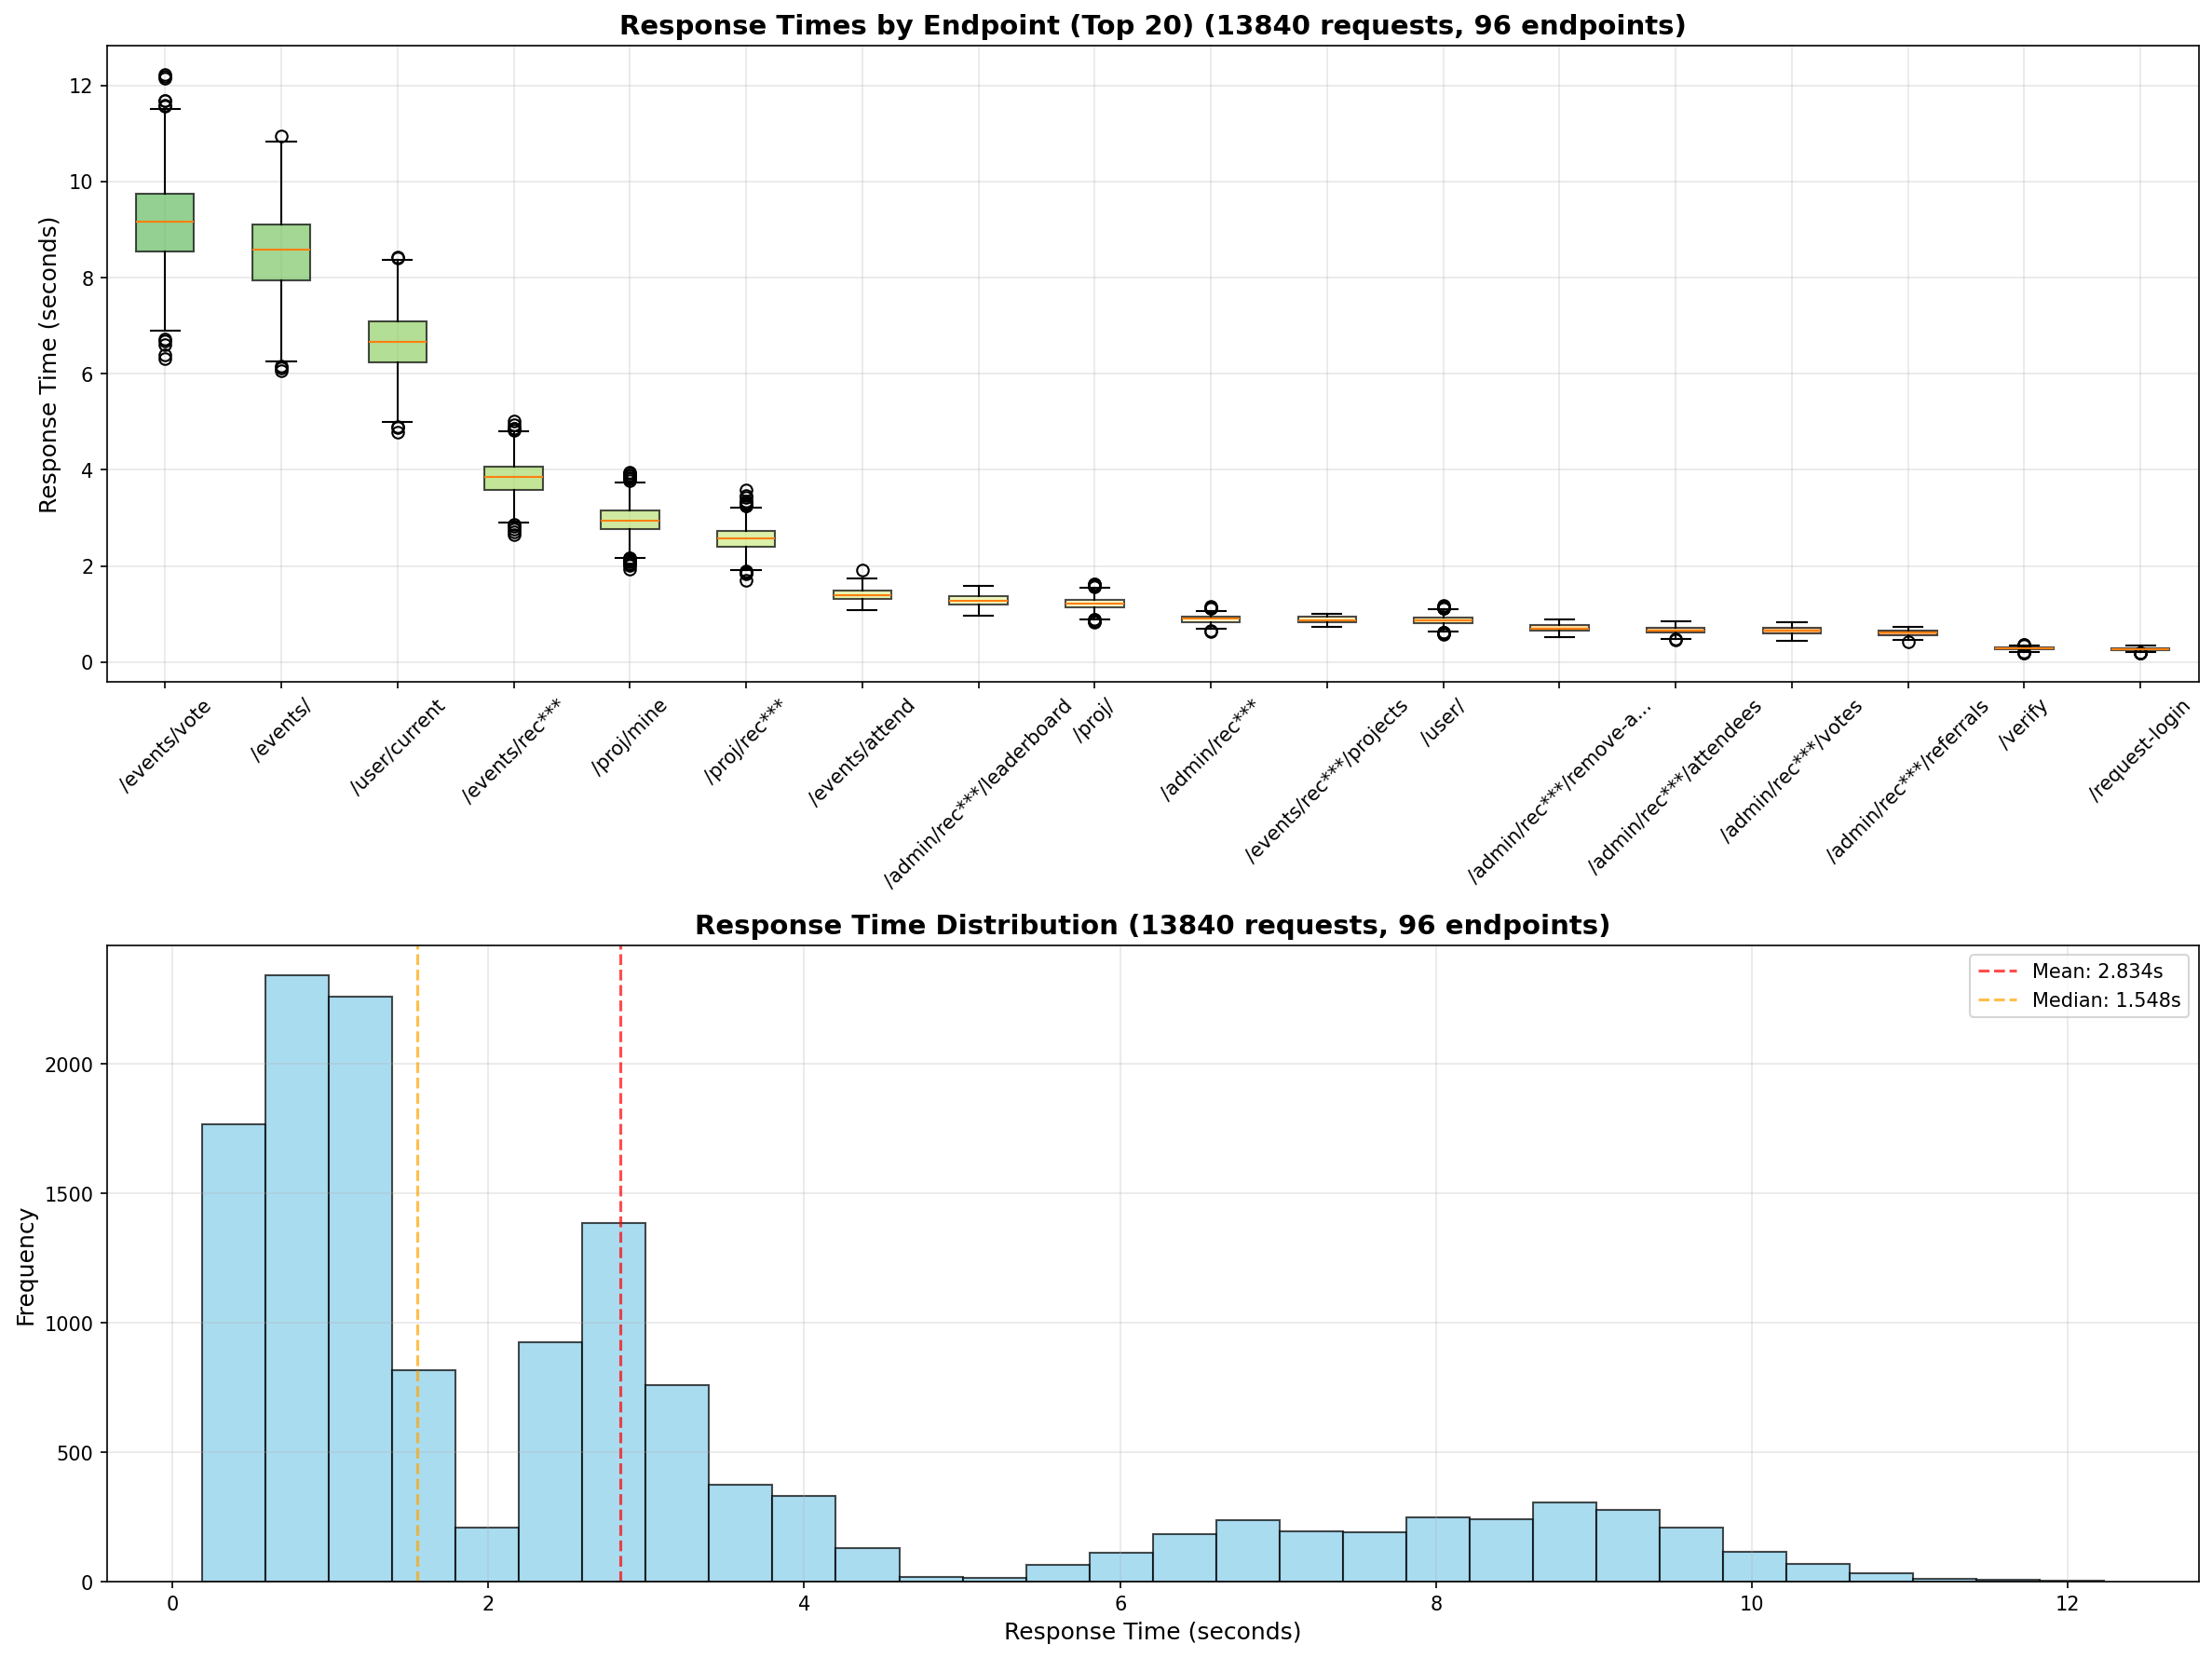 Response Times by Endpoint (Top 20) (13840 requests, 96 endpoints)
Response Time (seconds)
12
10
8
6
4
2
0
/events/vote
/events/
/user/current
/events/rec***
/proj/mine
/proj/rec***
/events/attend
/admin/rec***/leaderboard
/proj/
/admin/rec***
/events/rec***/projects
/user/
/admin/rec***/remove-a...
/admin/rec***/attendees
/admin/rec***/votes
/admin/rec***/referrals
/verify
/request-login
Response Time Distribution (13840 requests, 96 endpoints)
Mean: 2.834s
Median: 1.548s
Frequency
2000
1500
1000
500
0
0 2 4 6 8 10 12
Response Time (seconds)